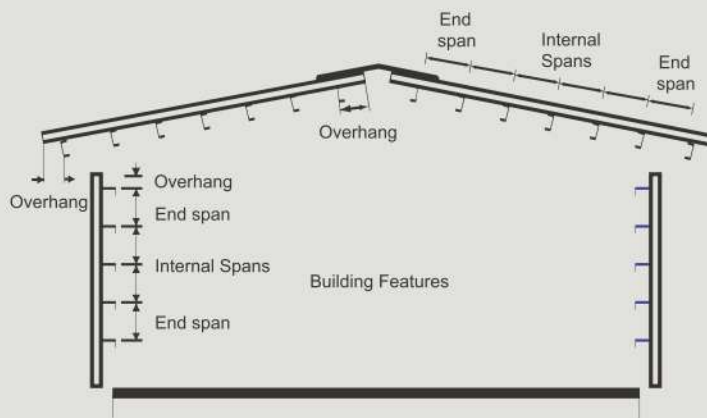 End
span
Internal
Spans
End
span
Overhang
Overhang
Overhang
End span
Internal Spans
Building Features
End span